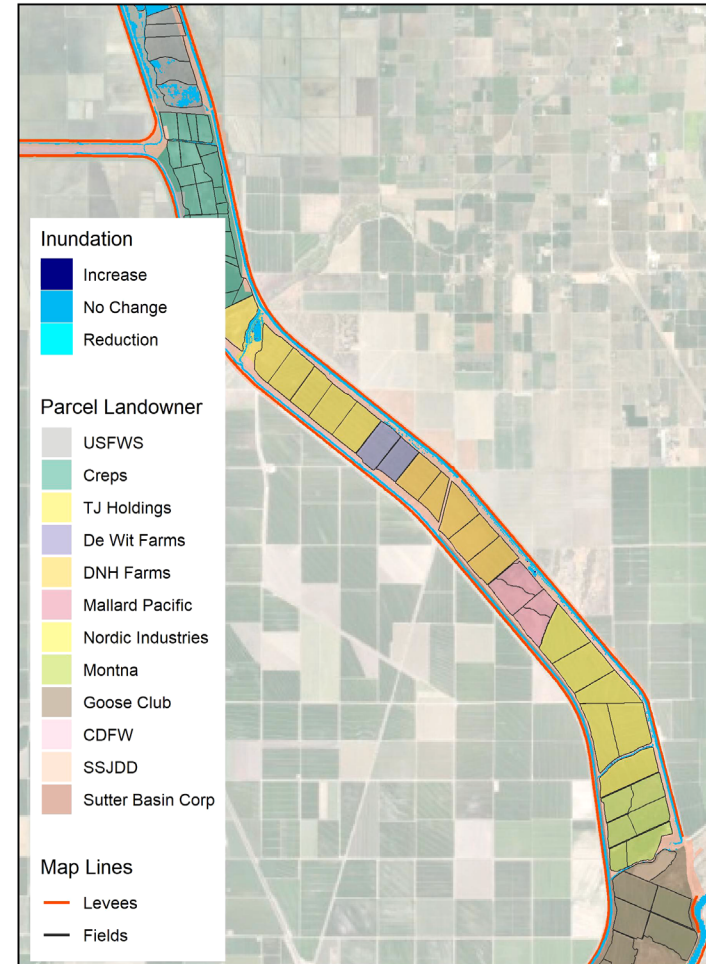 Inundation
Increase
No Change
Reduction
Parcel Landowner
USFWS
Creps
TJ Holdings
De Wit Farms
DNH Farms
Mallard Pacific
Nordic Industries
Montna
Goose Club
CDFW
SSJDD
Sutter Basin Corp
Map Lines
Levees
Fields